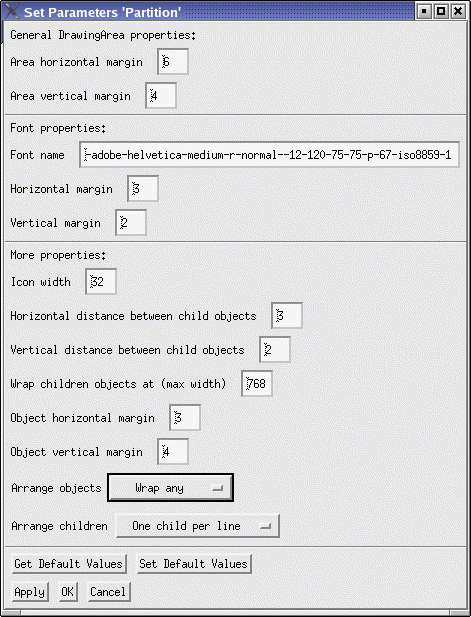 Set Parameters 'Partition'
General DrawingArea properties:
Area horizontal margin 6
Area vertical margin 4
Font properties:
Font name -adobe-helvetica-medium-r-normal--12-120-75-75-p-67-iso8859-1
Horizontal margin 3
Vertical margin 2
More properties:
Icon width 32
Horizontal distance between child objects 3
Vertical distance between child objects 2
Wrap children objects at (max width) 768
Object horizontal margin 3
Object vertical margin 4
Arrange objects Wrap any
Arrange children One child per line
Get Default Values Set Default Values
Apply OK Cancel